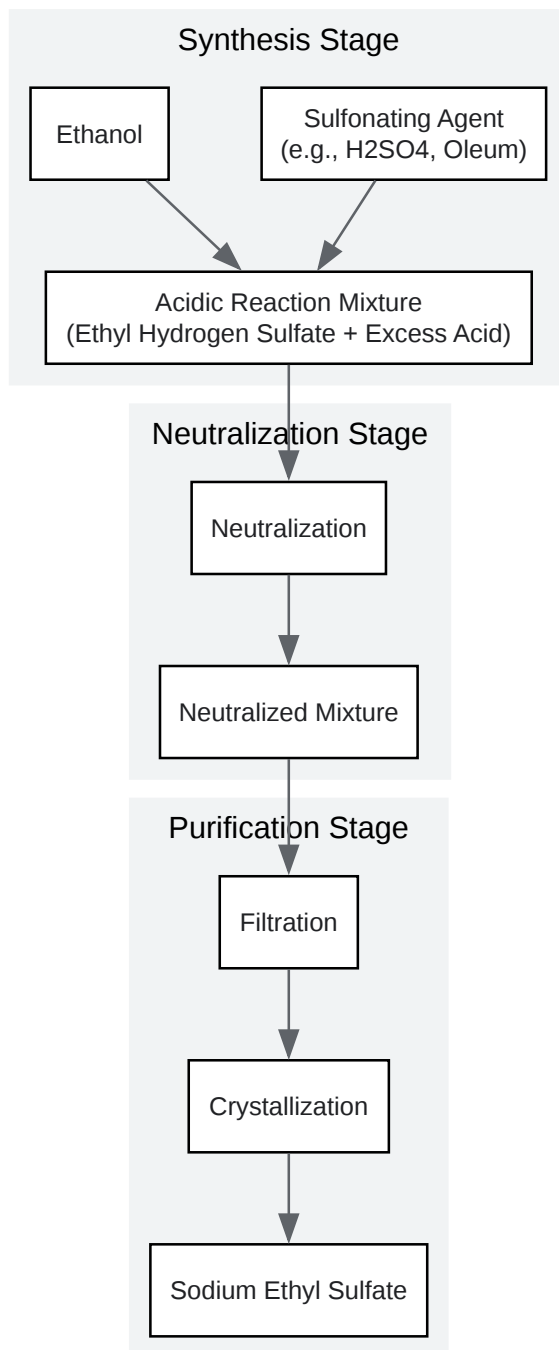 Synthesis Stage
Ethanol
Sulfonating Agent
(e.g., H2SO4, Oleum)
Acidic Reaction Mixture
(Ethyl Hydrogen Sulfate + Excess Acid)
Neutralization Stage
Neutralization
Neutralized Mixture
Purification Stage
Filtration
Crystallization
Sodium Ethyl Sulfate